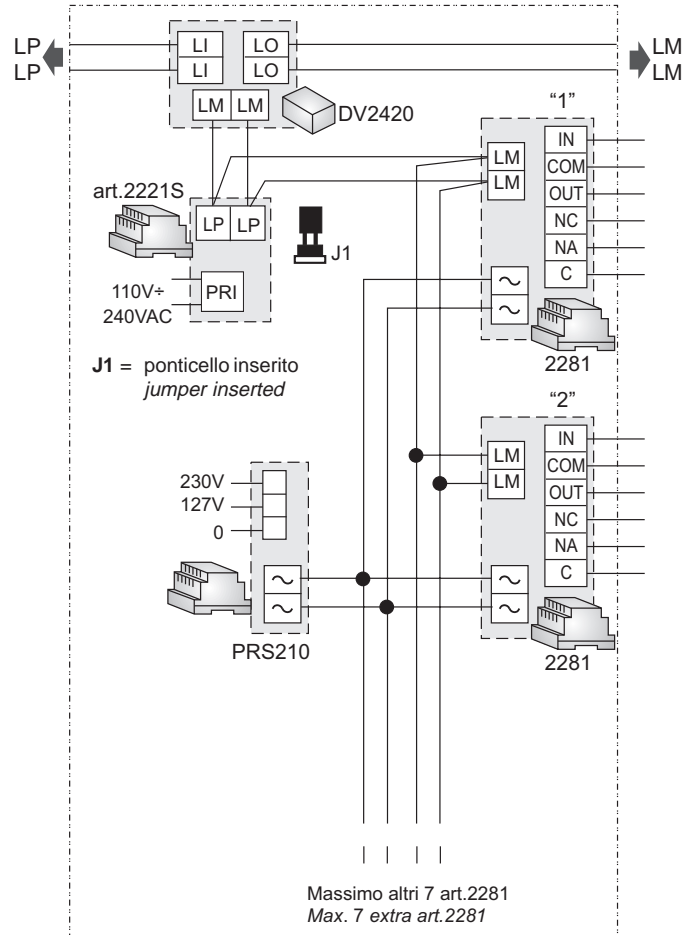 LP
LP
LI
LI
LO
LO
LM
LM
LM LM
DV2420
art.2221S
LP LP
J1
110V÷
240VAC
PRI
J1 = ponticello inserito
jumper inserted
"1"
LM
LM
IN
COM
OUT
NC
NA
C
~
~
2281
"2"
LM
LM
IN
COM
OUT
NC
NA
C
~
~
2281
230V
127V
0
~
~
PRS210
Massimo altri 7 art.2281
Max. 7 extra art.2281